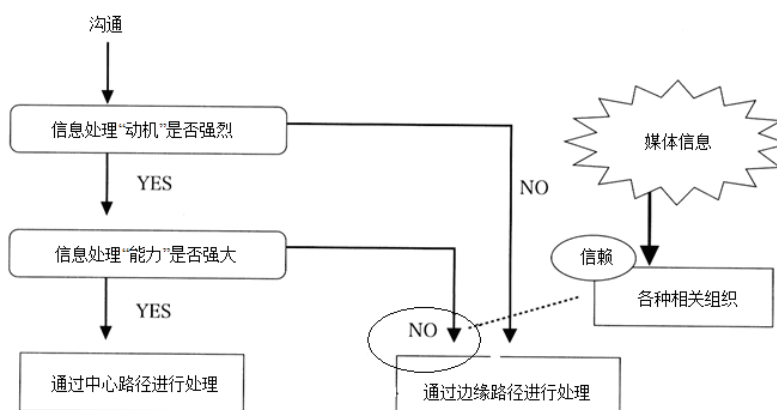 沟通
信息处理“动机”是否强烈
媒体信息
YES
NO
信赖
信息处理“能力”是否强大
各种相关组织
YES
NO
通过中心路径进行处理
通过边缘路径进行处理